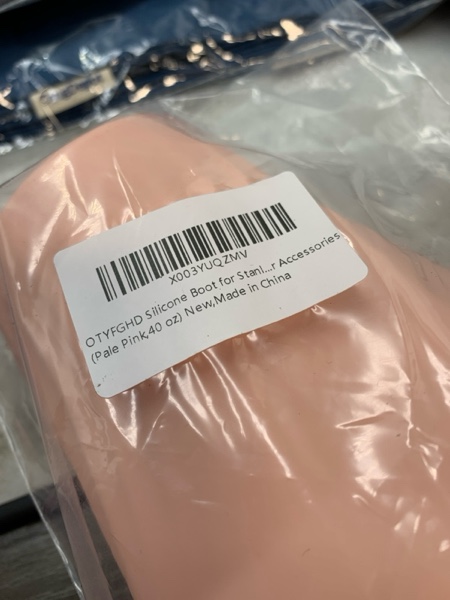 X003YUQZMV
OTYFGHD Silicone Boot for Stani...r Accessories
(Pale Pink,40 oz) New,Made in China